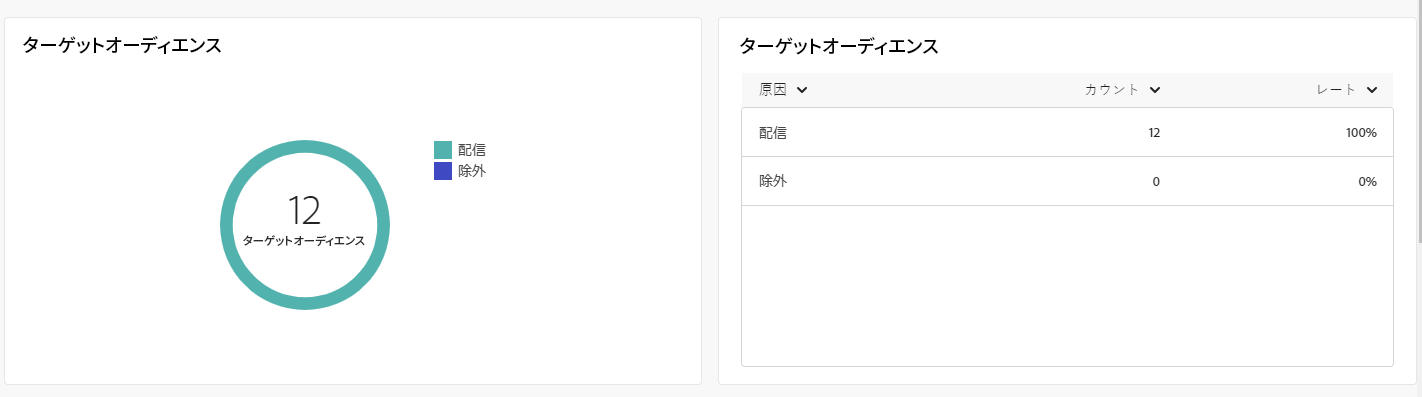 ターゲットオーディエンス
12
ターゲットオーディエンス
配信
除外
ターゲットオーディエンス
原因 カウント レート
配信 12 100%
除外 0 0%